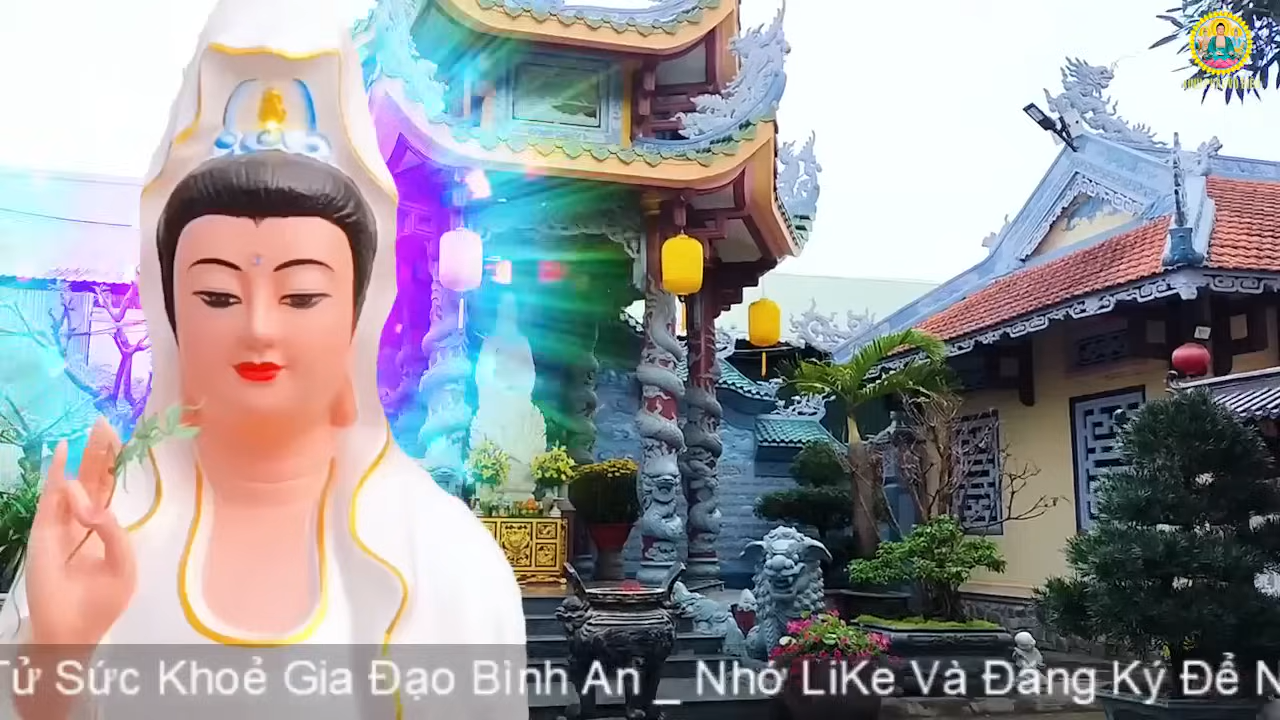 Tử Sức Khoẻ Gia Đạo Bình An _ Nhớ LiKe Và Đăng Ký Để N